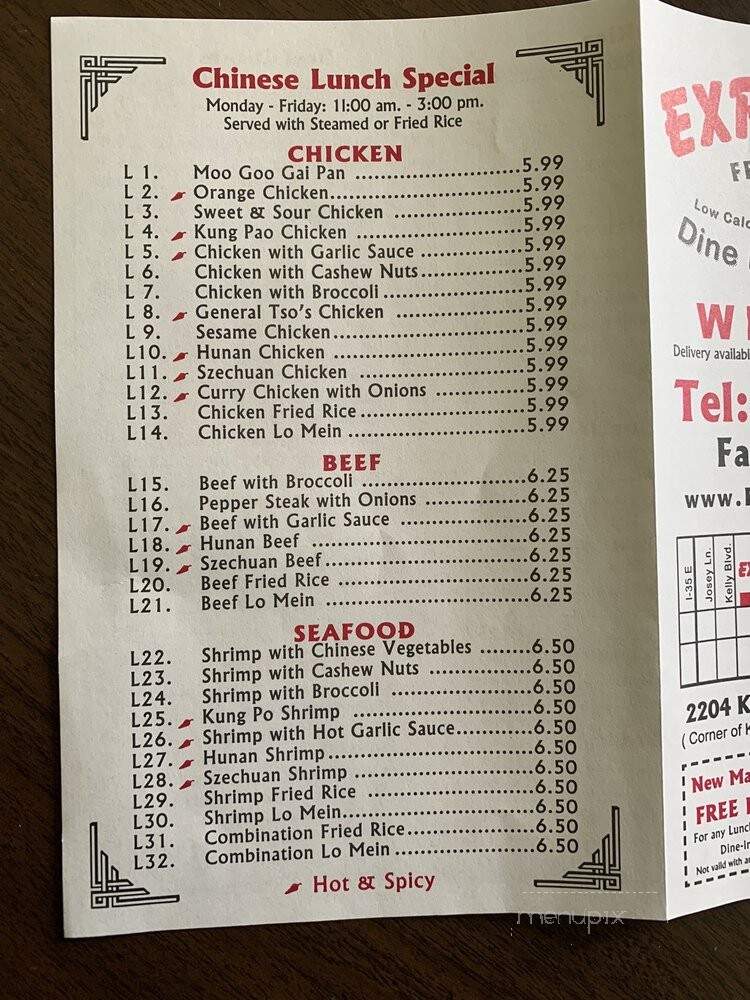 Chinese Lunch Special
Monday - Friday: 11:00 am. - 3:00 pm.
Served with Steamed or Fried Rice
CHICKEN
L 1. Moo Goo Gai Pan ........................5.99
L 2. Orange Chicken............................5.99
L 3. Sweet & Sour Chicken ..................5.99
L 4. Kung Pao Chicken ........................5.99
L 5. Chicken with Garlic Sauce ...............5.99
L 6. Chicken with Cashew Nuts...............5.99
L 7. Chicken with Broccoli.....................5.99
L 8. General Tso's Chicken ..................5.99
L 9. Sesame Chicken............................5.99
L10. Hunan Chicken ...........................5.99
L11. Szechuan Chicken ........................5.99
L12. Curry Chicken with Onions ............5.99
L13. Chicken Fried Rice........................5.99
L14. Chicken Lo Mein ........................5.99
BEEF
L15. Beef with Broccoli ........................6.25
L16. Pepper Steak with Onions ...............6.25
L17. Beef with Garlic Sauce ..................6.25
L18. Hunan Beef ..............................6.25
L19. Szechuan Beef...........................6.25
L20. Beef Fried Rice ...........................6.25
L21. Beef Lo Mein ...........................6.25
SEAFOOD
L22. Shrimp with Chinese Vegetables ........6.50
L23. Shrimp with Cashew Nuts ...............6.50
L24. Shrimp with Broccoli .....................6.50
L25. Kung Po Shrimp ........................6.50
L26. Shrimp with Hot Garlic Sauce............6.50
L27. Hunan Shrimp...........................6.50
L28. Szechuan Shrimp ........................6.50
L29. Shrimp Fried Rice .....................6.50
L30. Shrimp Lo Mein...........................6.50
L31. Combination Fried Rice..................6.50
L32. Combination Lo Mein .....................6.50
Hot & Spicy
menupix
Low
Dine
Delivery
Tel:
www.
I-35 E
Josey Ln.
Kelly Blvd.
2204 K
( Corner of K
New
FREE
For any
Dine-In
Not valid with